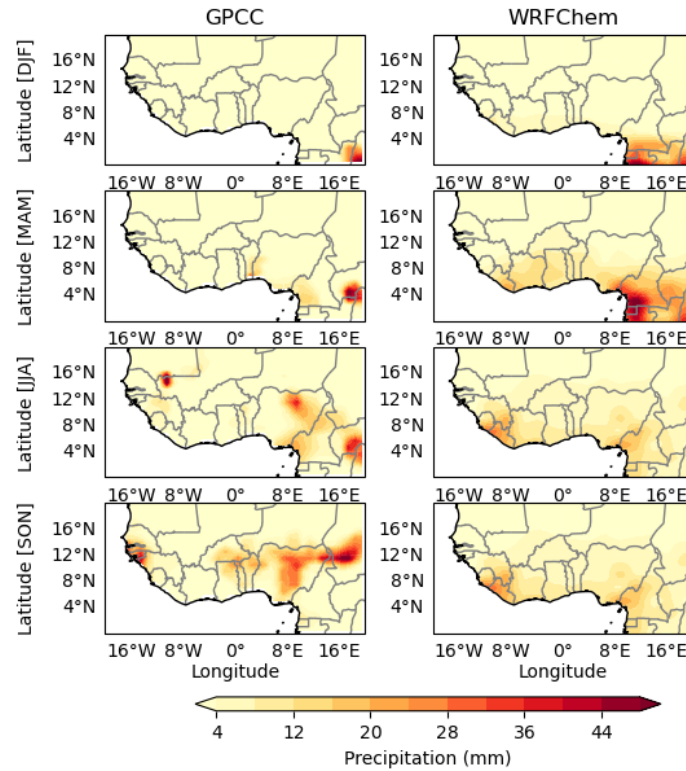 GPCC WRFChem
Latitude [DJF]
16°N
12°N
8°N
4°N
16°W 8°W 0° 8°E 16°E 16°W 8°W 0° 8°E 16°E
16°N
12°N
8°N
4°N
Latitude [MAM]
16°N
12°N
8°N
4°N
16°N
12°N
8°N
4°N
16°W 8°W 0° 8°E 16°E 16°W 8°W 0° 8°E 16°E
Latitude [JJA]
16°N
12°N
8°N
4°N
16°N
12°N
8°N
4°N
16°W 8°W 0° 8°E 16°E 16°W 8°W 0° 8°E 16°E
Latitude [SON]
16°N
12°N
8°N
4°N
16°N
12°N
8°N
4°N
16°W 8°W 0° 8°E 16°E 16°W 8°W 0° 8°E 16°E
Longitude Longitude
4 12 20 28 36 44
Precipitation (mm)